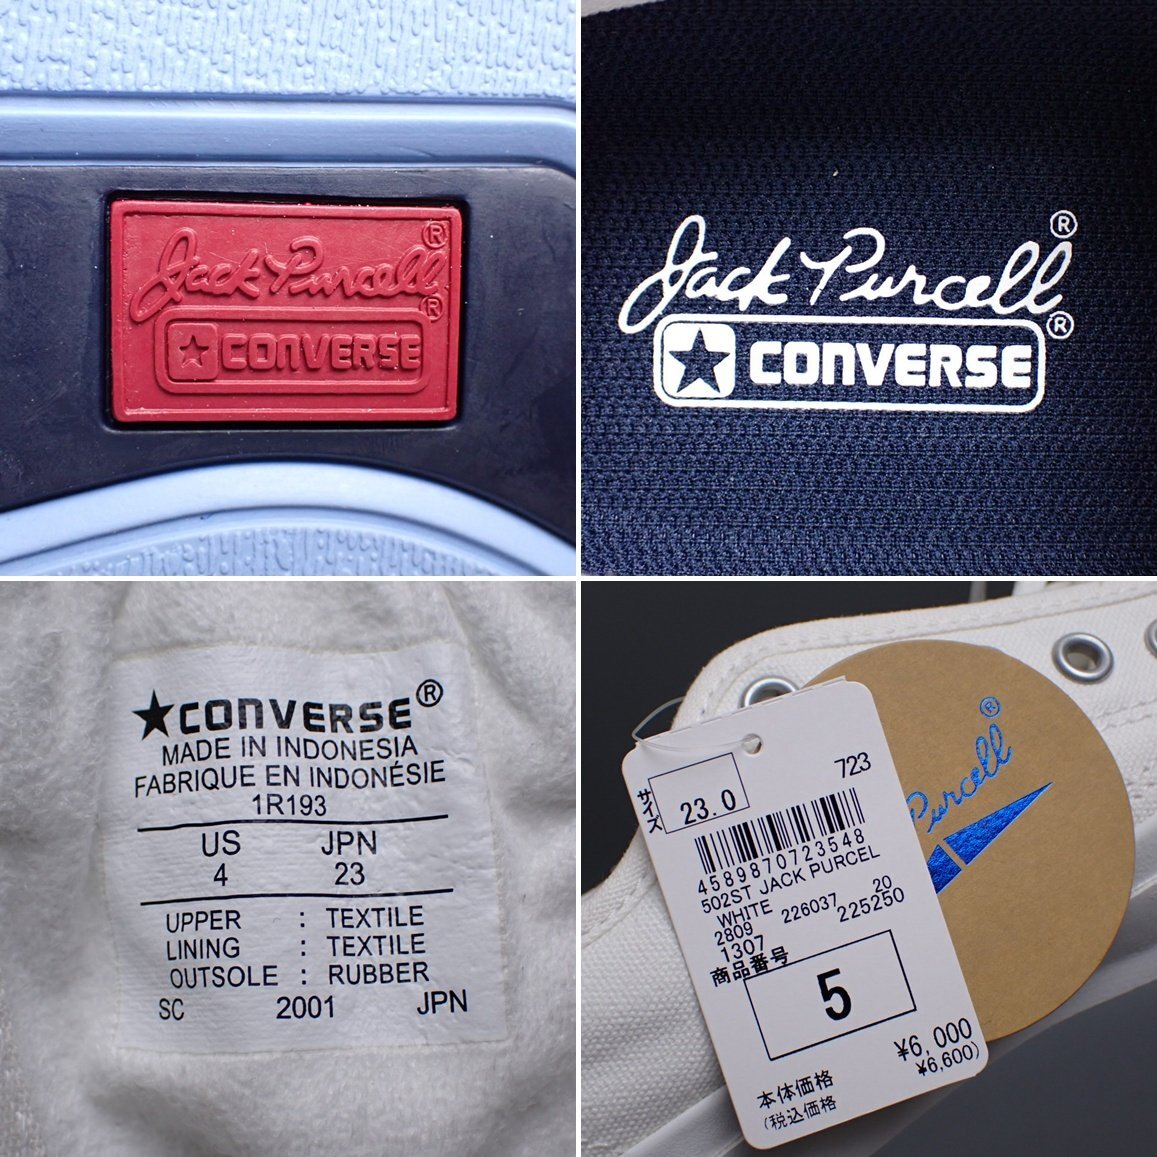 Jack Purcell ®
®
★ CONVERSE
Jack Purcell ®
®
★ CONVERSE
★CONVERSE®
MADE IN INDONESIA
FABRIQUE EN INDONÉSIE
1R193
US JPN
4 23
UPPER : TEXTILE
LINING : TEXTILE
OUTSOLE : RUBBER
SC 2001 JPN
723
サイズ 23.0
4589870723548
502ST JACK PURCEL
WHITE 20
2809 226037 225250
1307
商品番号
5
¥6,000
¥6,600)
本体価格
(税込価格
Purcell ®